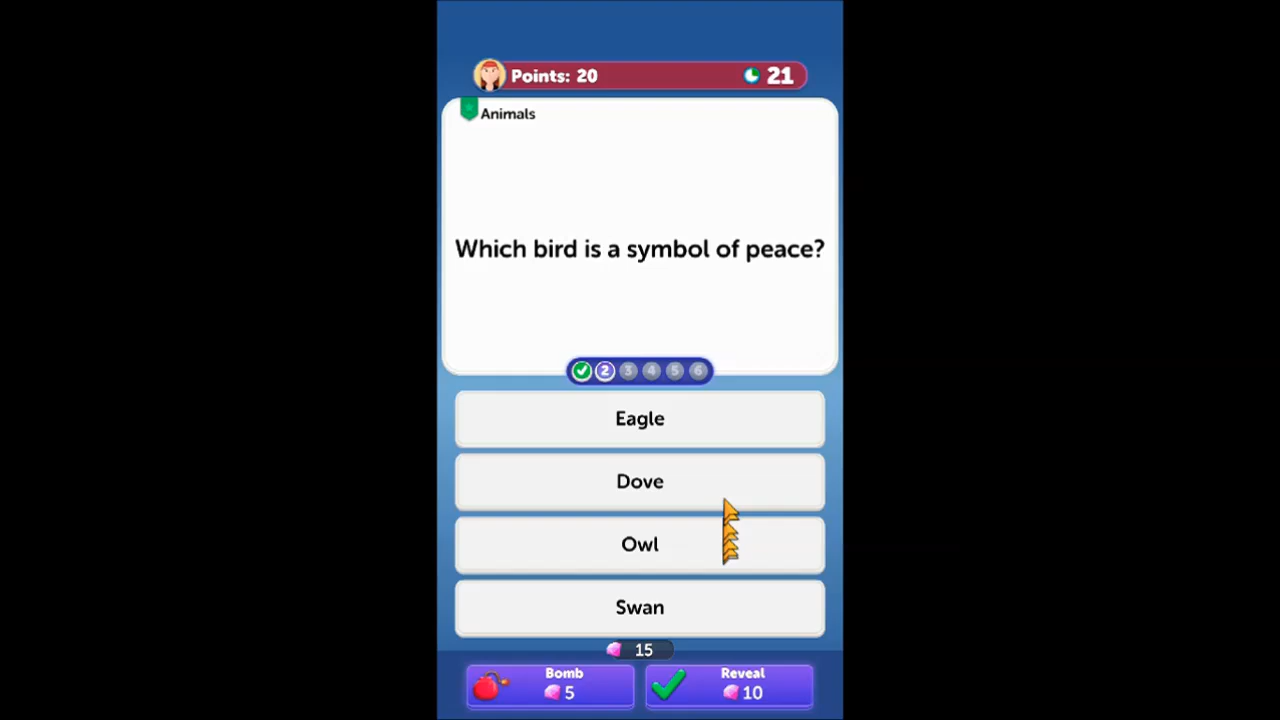 Points: 20
21
Animals
Which bird is a symbol of peace?
2 3 4 5 6
Eagle
Dove
Owl
Swan
15
Bomb
5
Reveal
10